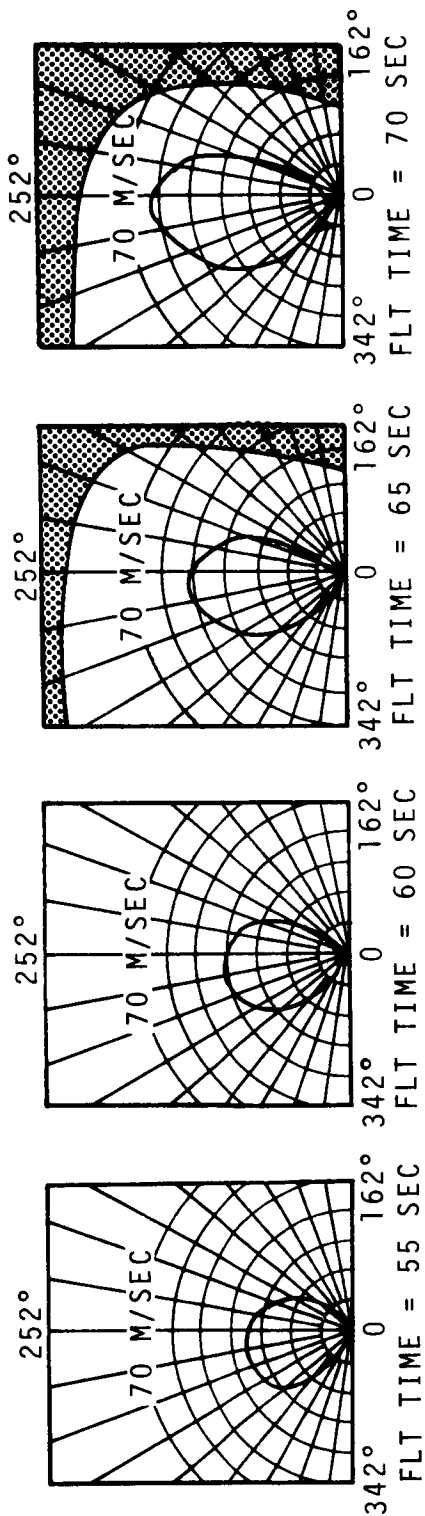 252°
70 M/SEC
342° 0 162°
FLT TIME = 55 SEC
252°
70 M/SEC
342° 0 162°
FLT TIME = 60 SEC
252°
70 M/SEC
342° 0 162°
FLT TIME = 65 SEC
252°
70 M/SEC
342° 0 162°
FLT TIME = 70 SEC